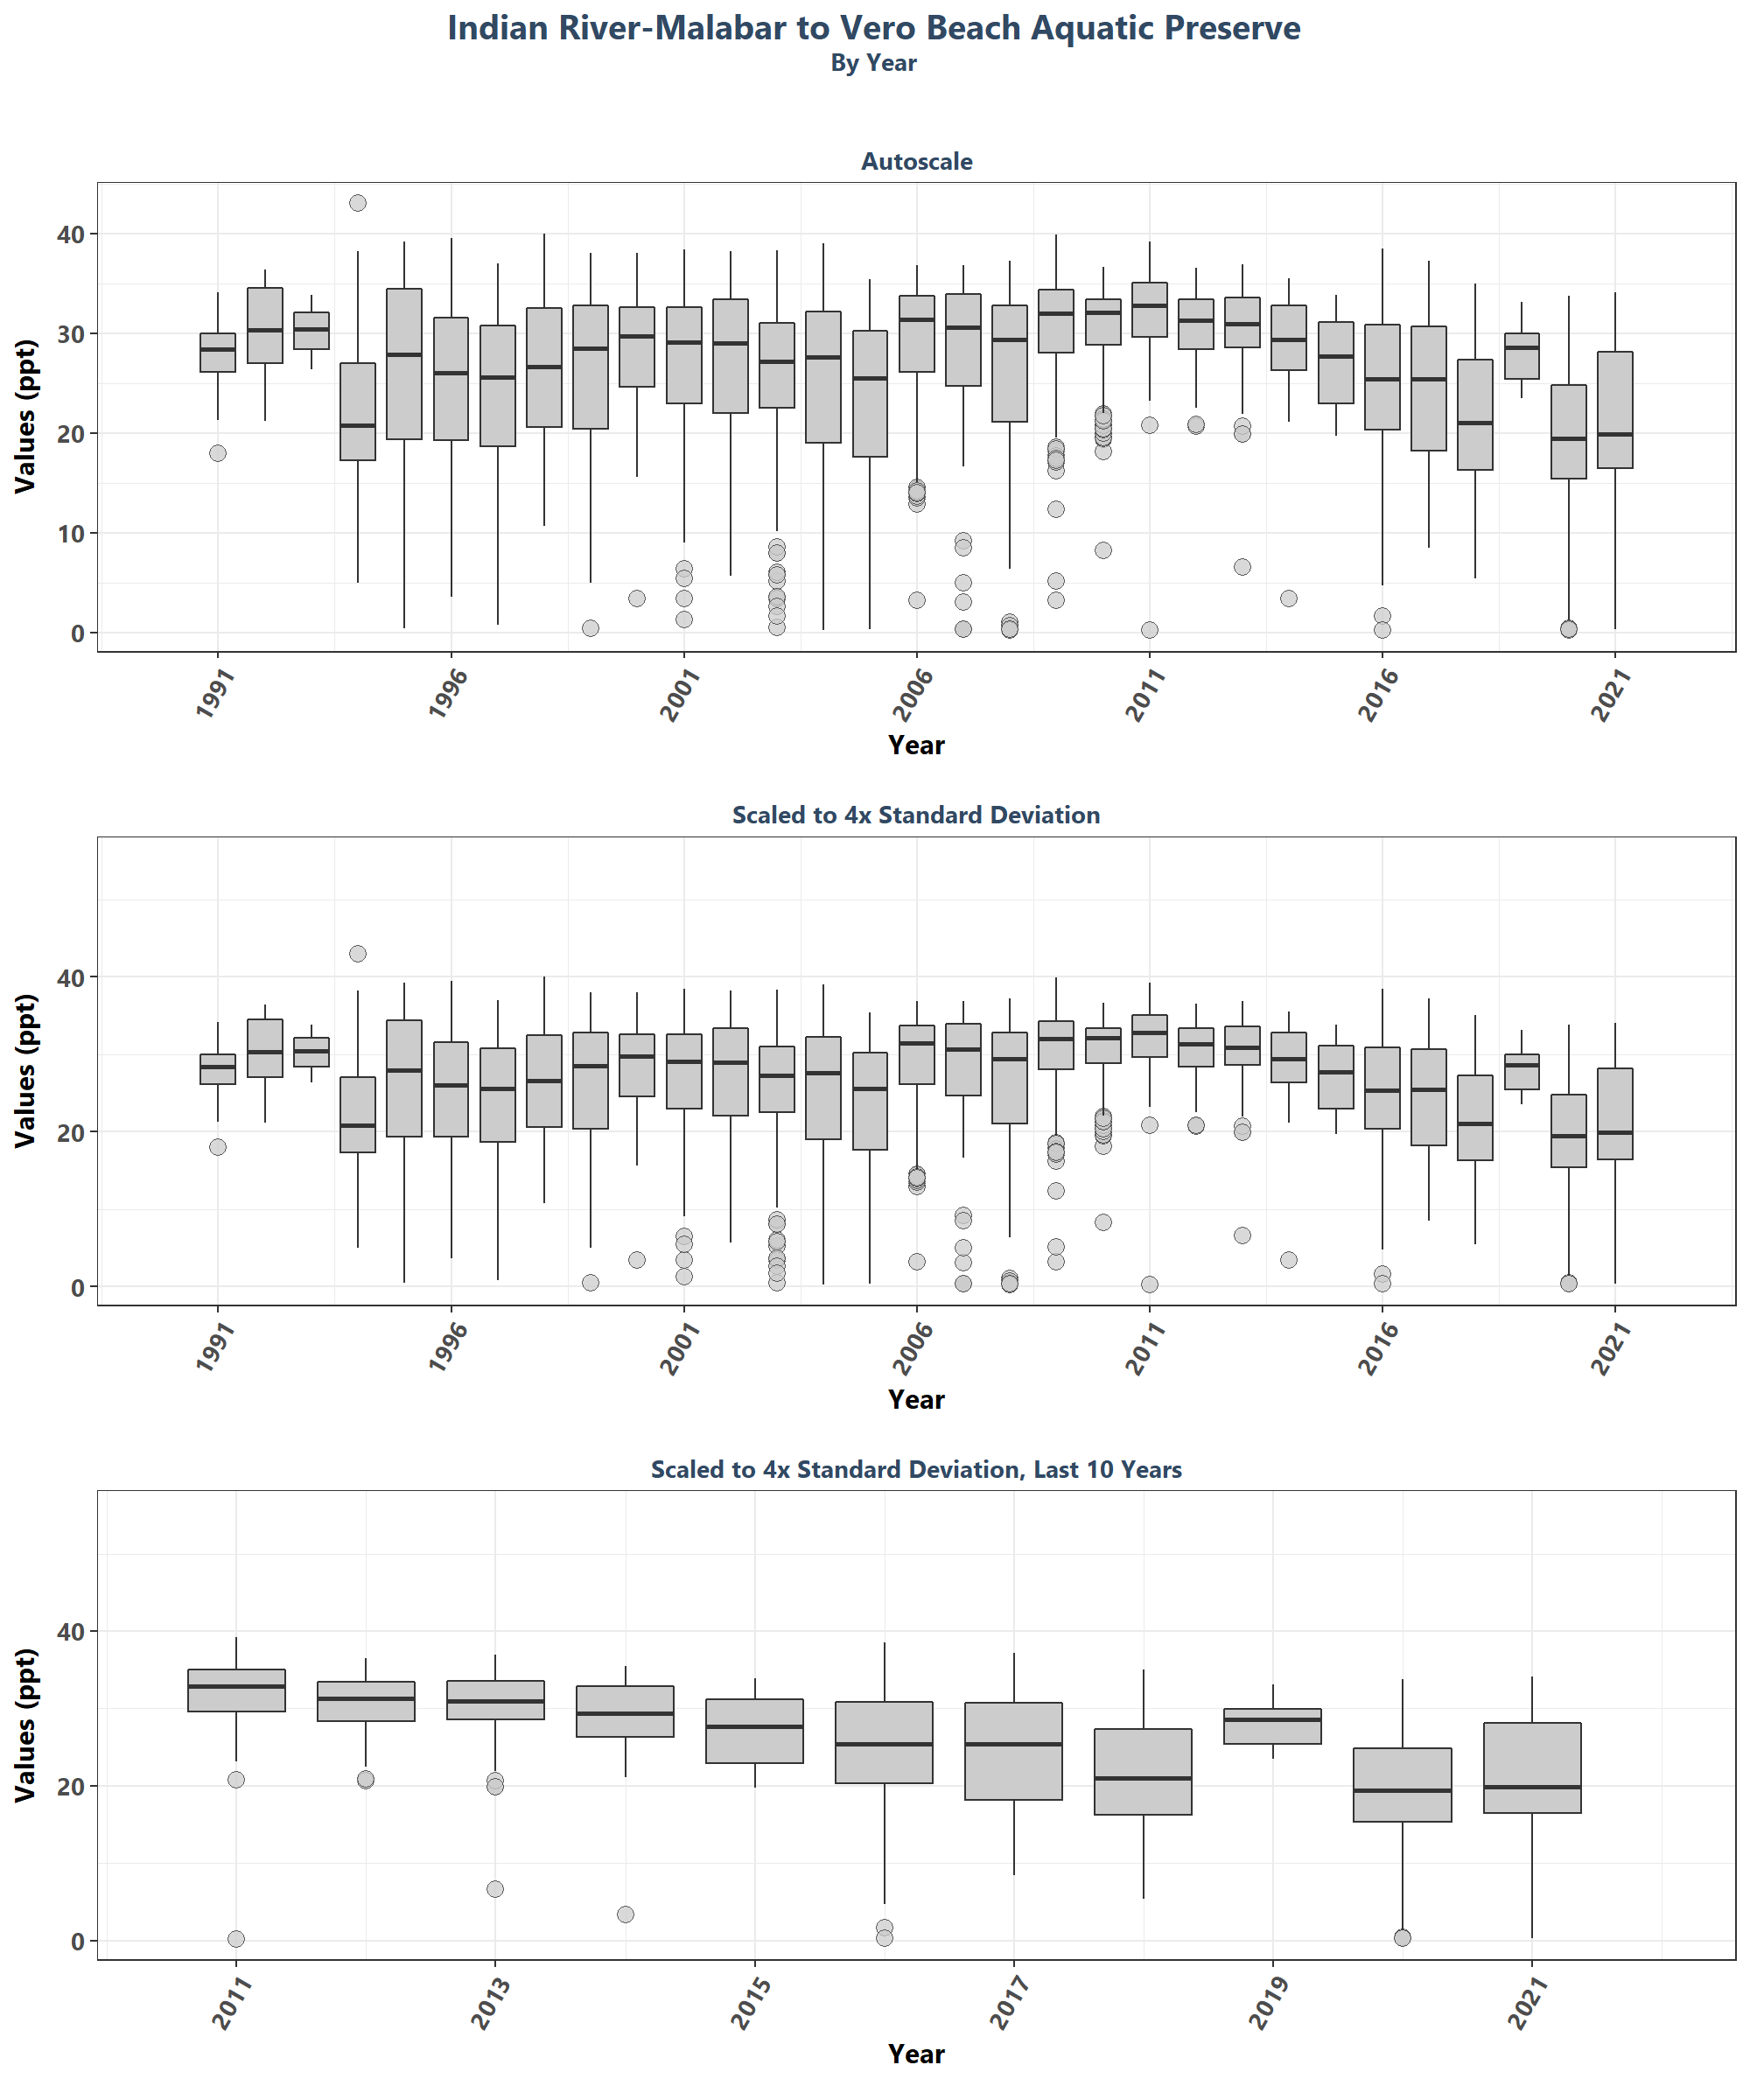 Indian River-Malabar to Vero Beach Aquatic Preserve
By Year
Autoscale
Values (ppt)
40
30
20
10
0
1991 1996 2001 2006 2011 2016 2021
Year
Scaled to 4x Standard Deviation
Values (ppt)
40
20
0
1991 1996 2001 2006 2011 2016 2021
Year
Scaled to 4x Standard Deviation, Last 10 Years
Values (ppt)
40
20
0
2011 2013 2015 2017 2019 2021
Year